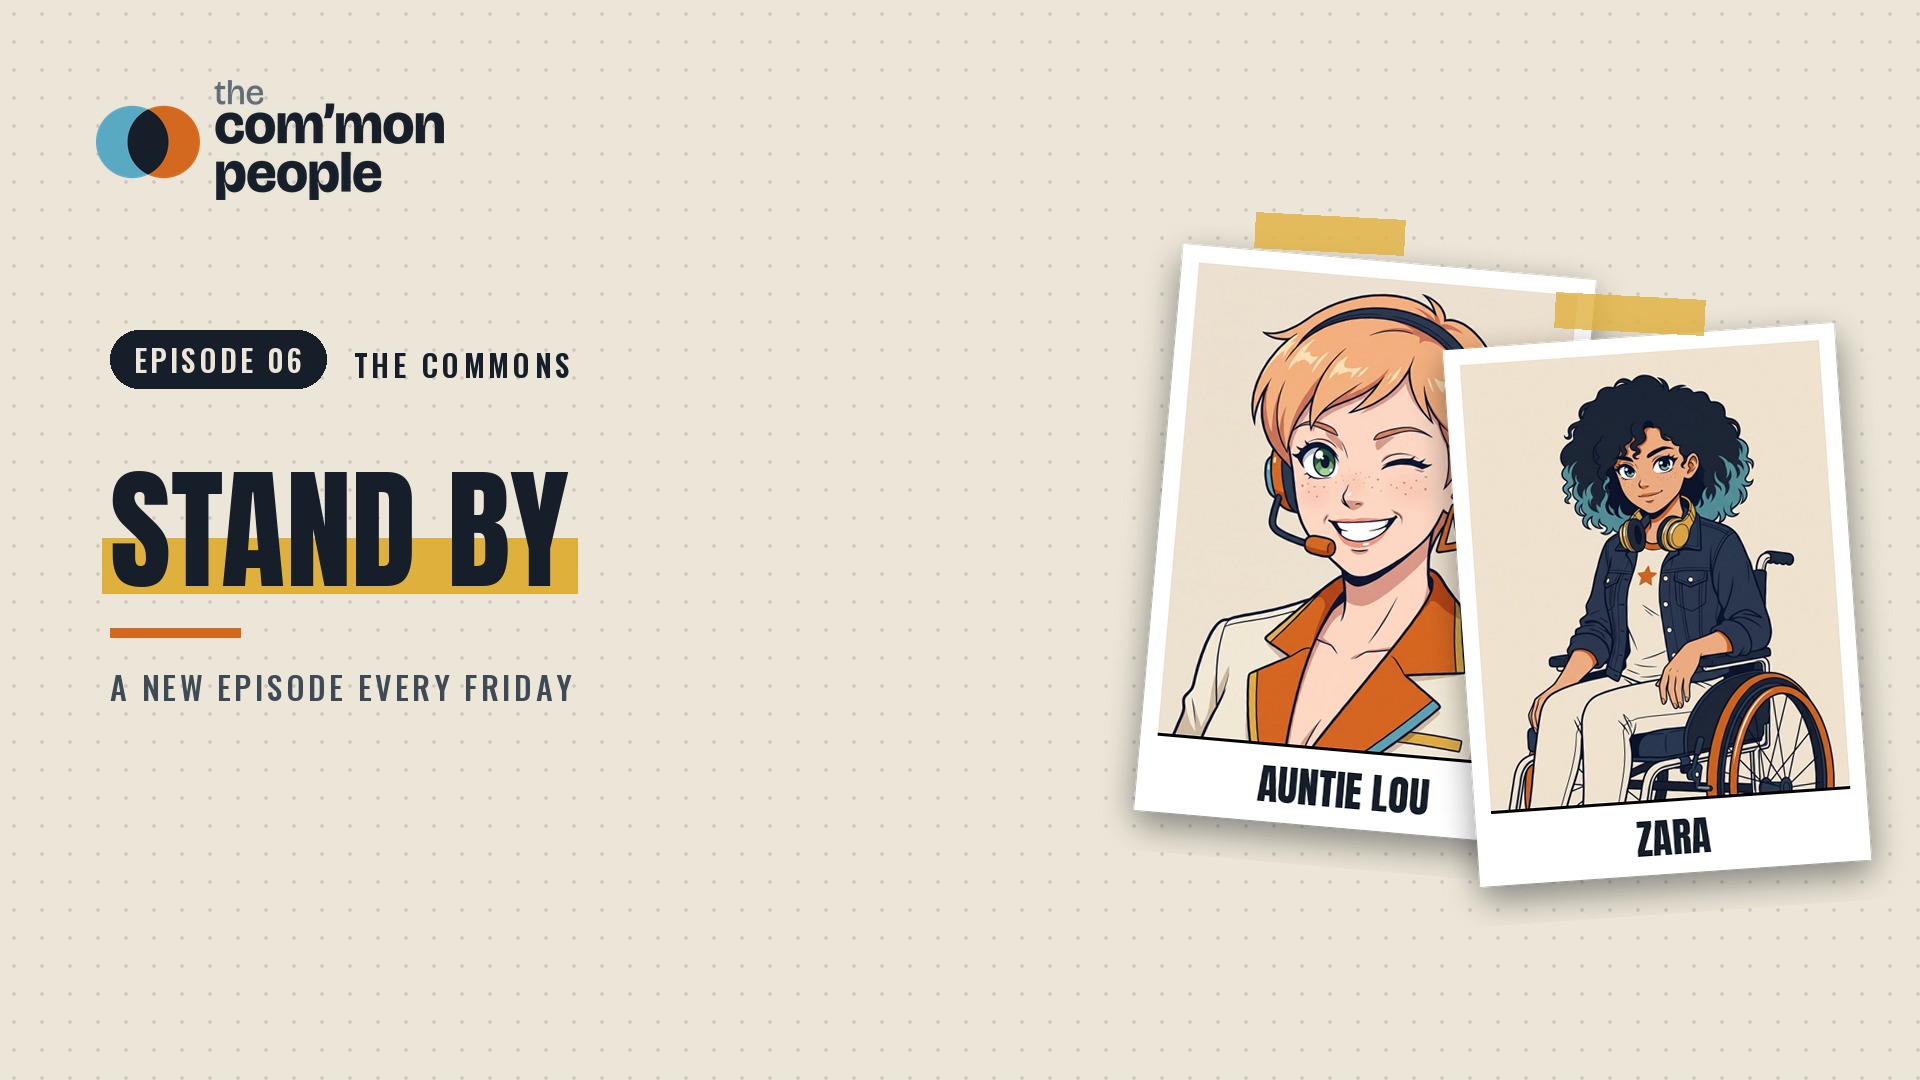 the
com'mon
people
EPISODE 06 THE COMMONS
STAND BY
A NEW EPISODE EVERY FRIDAY
AUNTIE LOU
ZARA